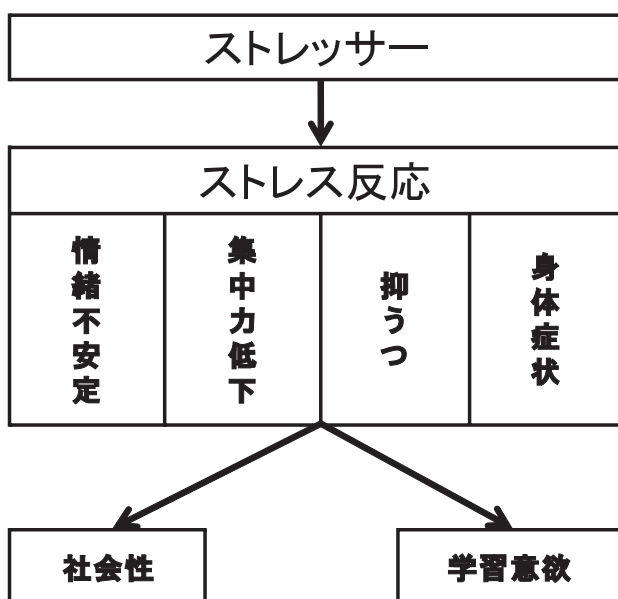 ストレッサー
ストレス反応
情緒不安定
集中力低下
抑うつ
身体症状
社会性
学習意欲